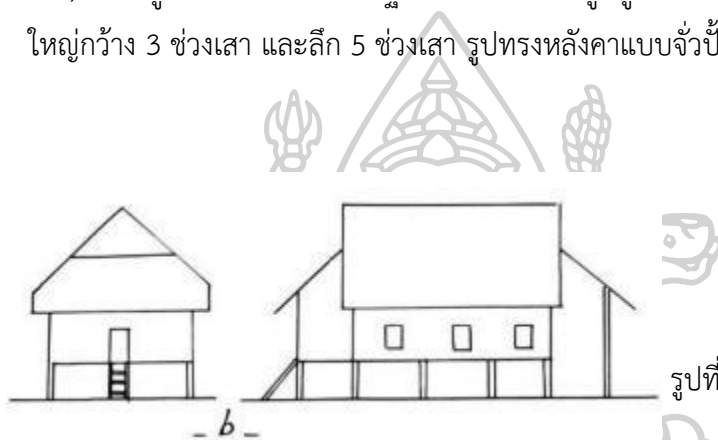 ใหญ่กว้าง 3 ช่วงเสา และลึก 5 ช่วงเสา รูปทรงหลังคาแบบจั่วปั้
รูปที่
_ b _